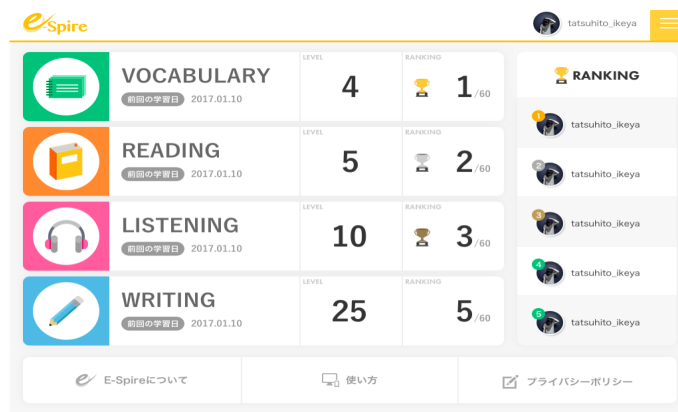 e-Spire
tatsuhito_ikeya
VOCABULARY
前回の学習日 2017.01.10
LEVEL
4
RANKING
1/60
READING
前回の学習日 2017.01.10
LEVEL
5
RANKING
2/60
LISTENING
前回の学習日 2017.01.10
LEVEL
10
RANKING
3/60
WRITING
前回の学習日 2017.01.10
LEVEL
25
RANKING
5/60
RANKING
1 tatsuhito_ikeya
2 tatsuhito_ikeya
3 tatsuhito_ikeya
4 tatsuhito_ikeya
5 tatsuhito_ikeya
e E-Spireについて
使い方
プライバシーポリシー